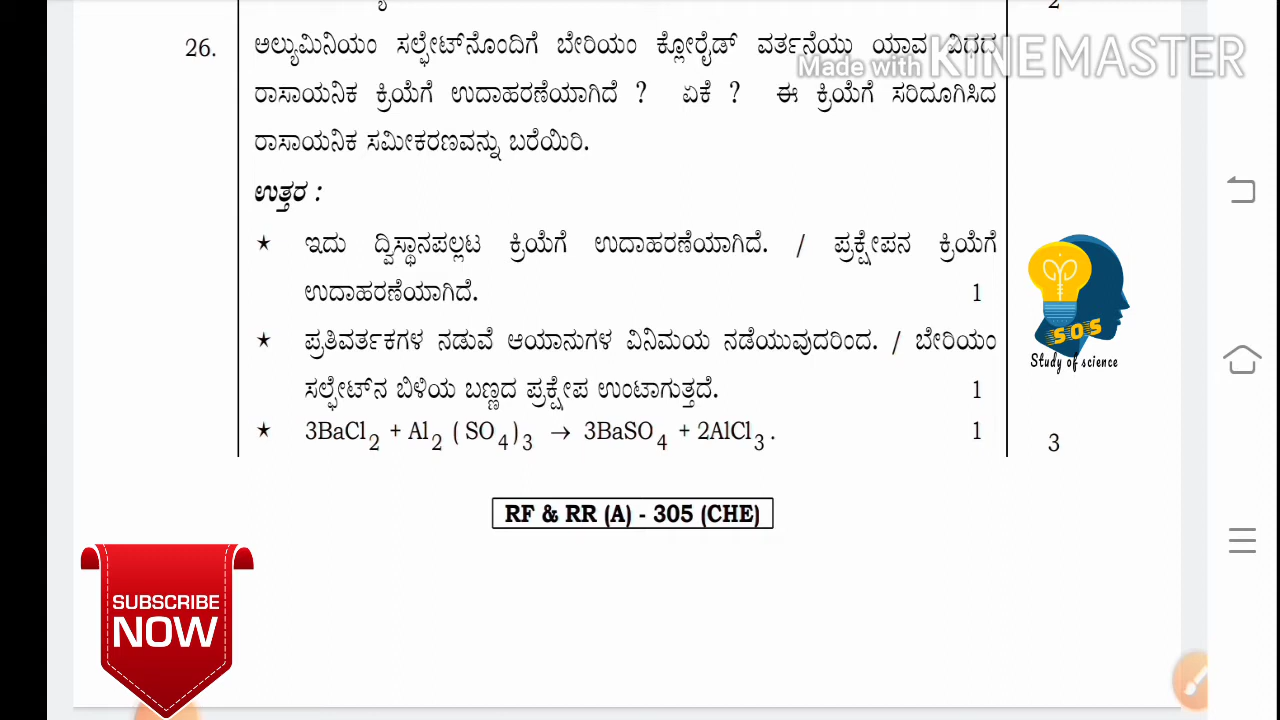 2
26. ಅಲ್ಯುಮಿನಿಯಂ ಸಲ್ಫೇಟ್‌ನೊಂದಿಗೆ ಬೇರಿಯಂ ಕ್ಲೋರೈಡ್ ವರ್ತನೆಯು ಯಾವ ವಿಧದ
Made with KINEMASTER
ರಾಸಾಯನಿಕ ಕ್ರಿಯೆಗೆ ಉದಾಹರಣೆಯಾಗಿದೆ ? ಏಕೆ ? ಈ ಕ್ರಿಯೆಗೆ ಸರಿದೂಗಿಸಿದ
ರಾಸಾಯನಿಕ ಸಮೀಕರಣವನ್ನು ಬರೆಯಿರಿ.
ಉತ್ತರ :
★ ಇದು ದ್ವಿಸ್ಥಾನಪಲ್ಲಟ ಕ್ರಿಯೆಗೆ ಉದಾಹರಣೆಯಾಗಿದೆ. / ಪ್ರಕ್ಷೇಪನ ಕ್ರಿಯೆಗೆ
ಉದಾಹರಣೆಯಾಗಿದೆ. 1
★ ಪ್ರತಿವರ್ತಕಗಳ ನಡುವೆ ಆಯಾನುಗಳ ವಿನಿಮಯ ನಡೆಯುವುದರಿಂದ. / ಬೇರಿಯಂ
ಸಲ್ಫೇಟ್‌ನ ಬಿಳಿಯ ಬಣ್ಣದ ಪ್ರಕ್ಷೇಪ ಉಂಟಾಗುತ್ತದೆ. 1
★ 3BaCl₂ + Al₂ ( SO₄ )₃ → 3BaSO₄ + 2AlCl₃ . 1 3
SOS
Study of science
RF & RR (A) - 305 (CHE)
SUBSCRIBE
NOW